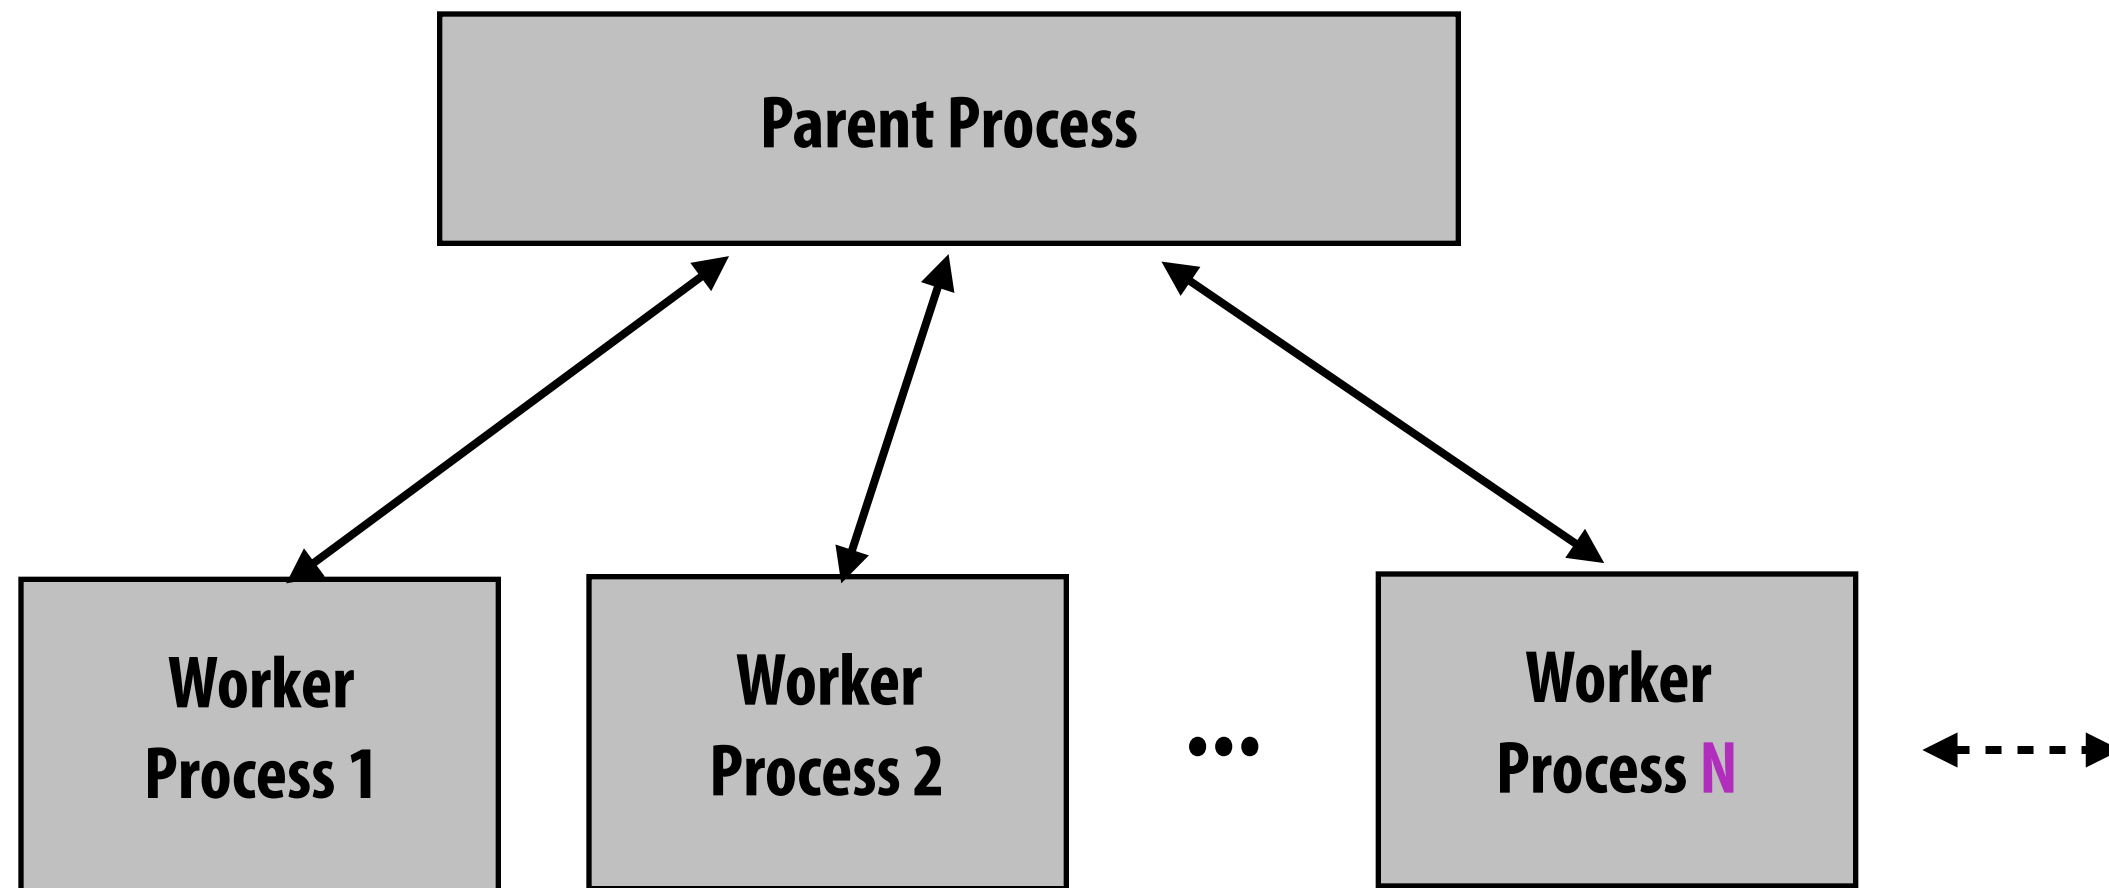 Parent Process
Worker
Process 1
Worker
Process 2
•••
Worker
Process N